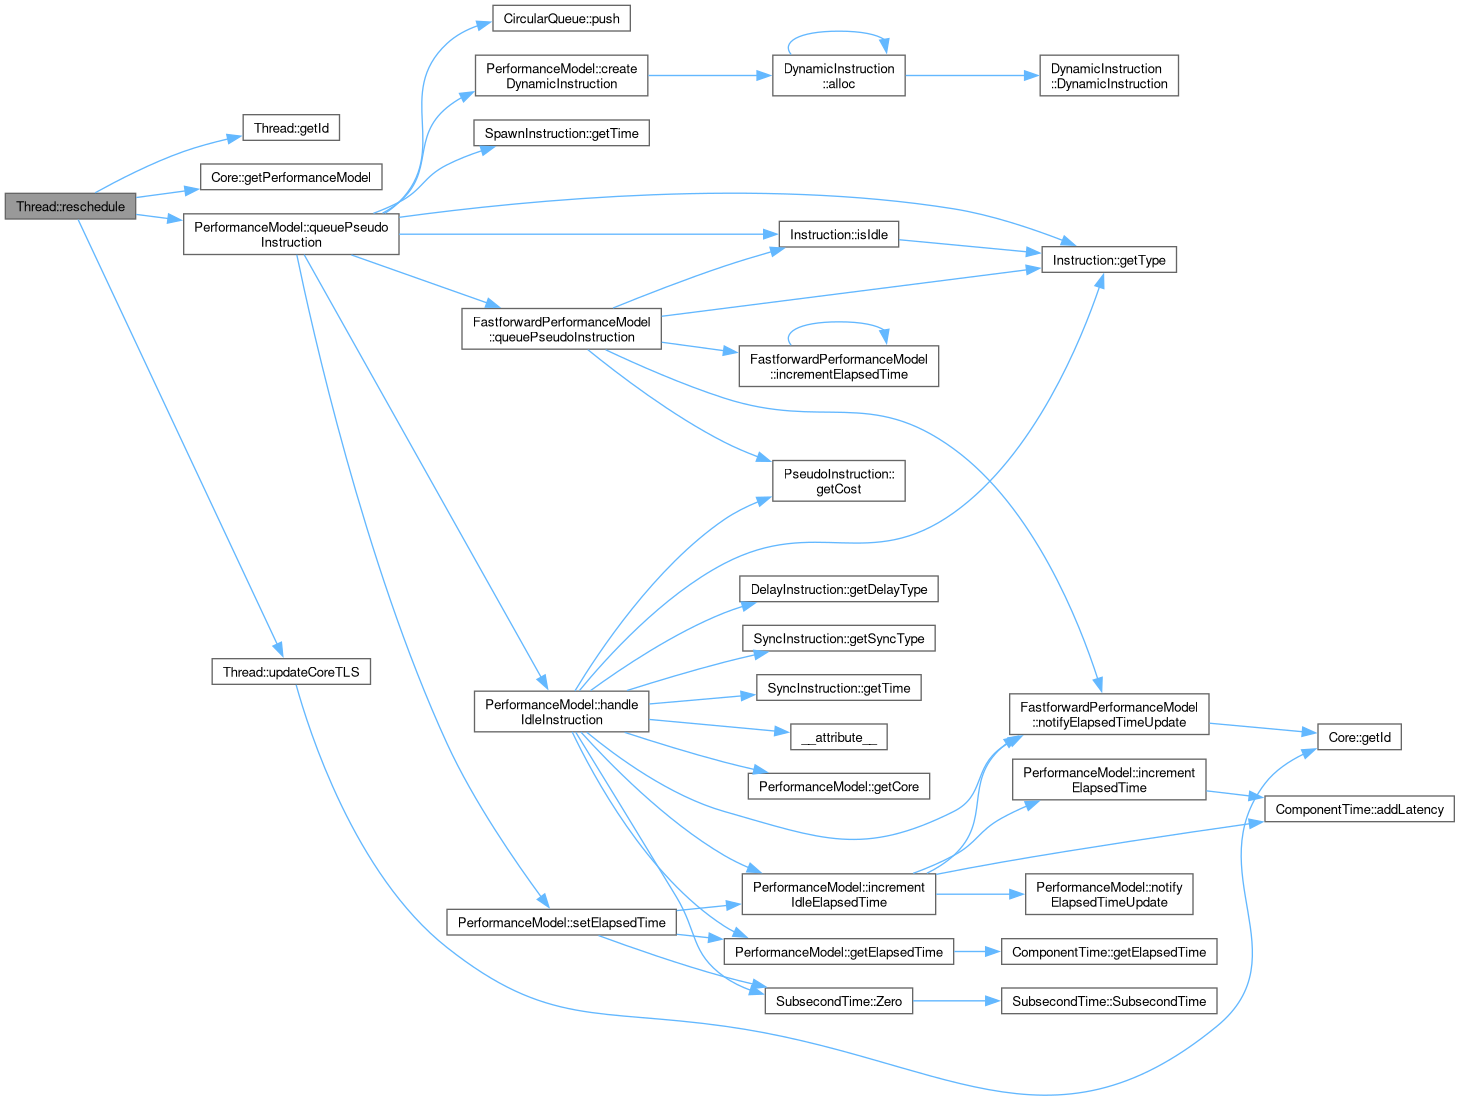 CircularQueue::push
PerformanceModel::create
DynamicInstruction
DynamicInstruction
::alloc
DynamicInstruction
::DynamicInstruction
Thread::getId
SpawnInstruction::getTime
Core::getPerformanceModel
Thread::reschedule
PerformanceModel::queuePseudo
Instruction
Instruction::isIdle
Instruction::getType
FastforwardPerformanceModel
::queuePseudoInstruction
FastforwardPerformanceModel
::incrementElapsedTime
PseudoInstruction::
getCost
DelayInstruction::getDelayType
SyncInstruction::getSyncType
Thread::updateCoreTLS
SyncInstruction::getTime
PerformanceModel::handle
IdleInstruction
__attribute__
FastforwardPerformanceModel
::notifyElapsedTimeUpdate
Core::getId
PerformanceModel::getCore
PerformanceModel::increment
ElapsedTime
ComponentTime::addLatency
PerformanceModel::increment
IdleElapsedTime
PerformanceModel::notify
ElapsedTimeUpdate
PerformanceModel::setElapsedTime
PerformanceModel::getElapsedTime
ComponentTime::getElapsedTime
SubsecondTime::Zero
SubsecondTime::SubsecondTime